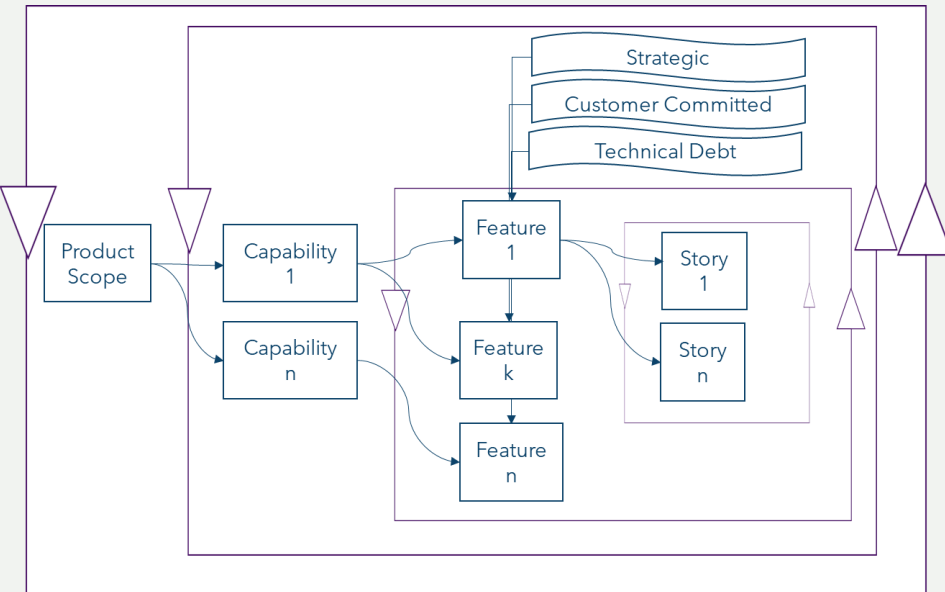 Strategic
Customer Committed
Technical Debt
Product
Scope
Capability
1
Capability
n
Feature
1
Feature
k
Feature
n
Story
1
Story
n